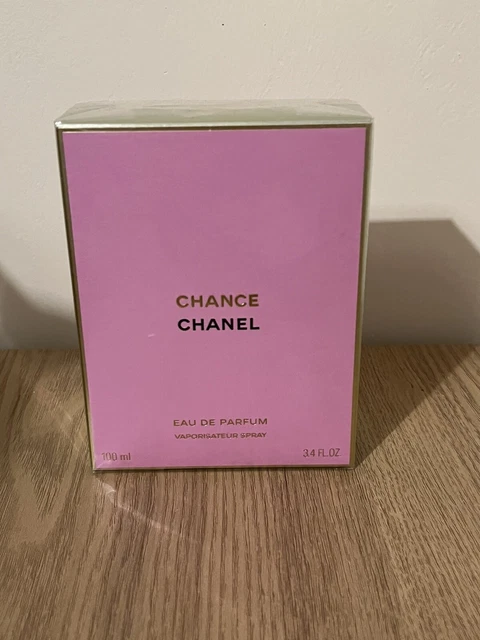 CHANCE
CHANEL
EAU DE PARFUM
VAPORISATEUR SPRAY
100 ml 3.4 FL.OZ